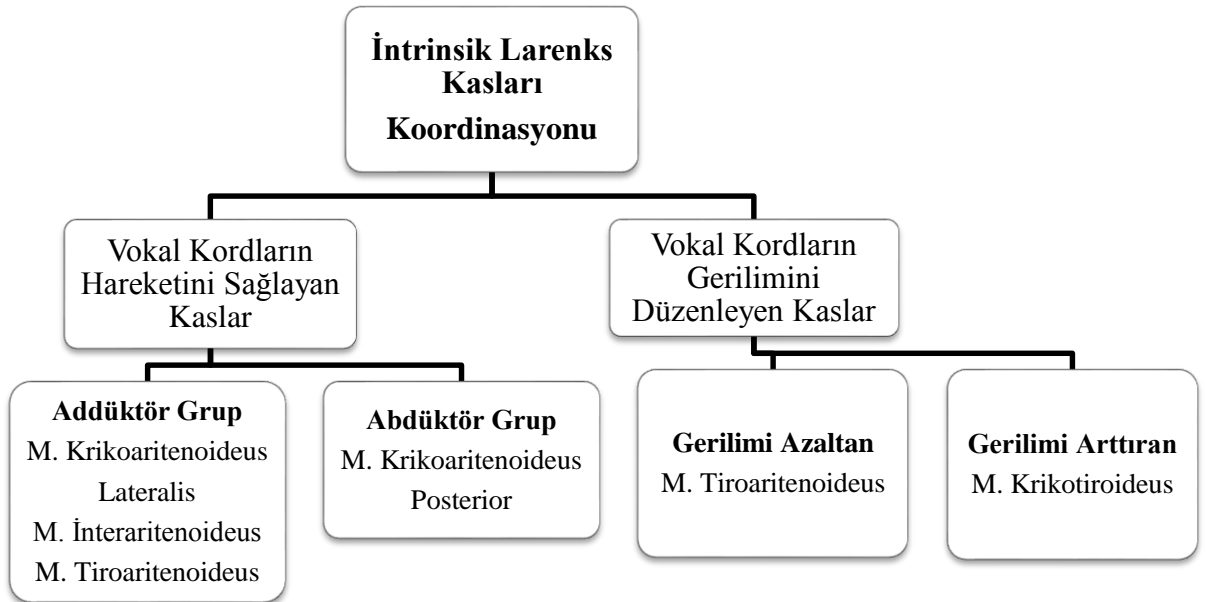 İntrinsik Larenks
Kasları
Koordinasyonu
Vokal Kordların
Hareketini Sağlayan
Kaslar
Vokal Kordların
Gerilimini
Düzenleyen Kaslar
Addüktör Grup
M. Krikoaritenoideus
Lateralis
M. İnteraritenoideus
M. Tiroaritenoideus
Abdüktör Grup
M. Krikoaritenoideus
Posterior
Gerilimi Azaltan
M. Tiroaritenoideus
Gerilimi Arttıran
M. Krikotiroideus